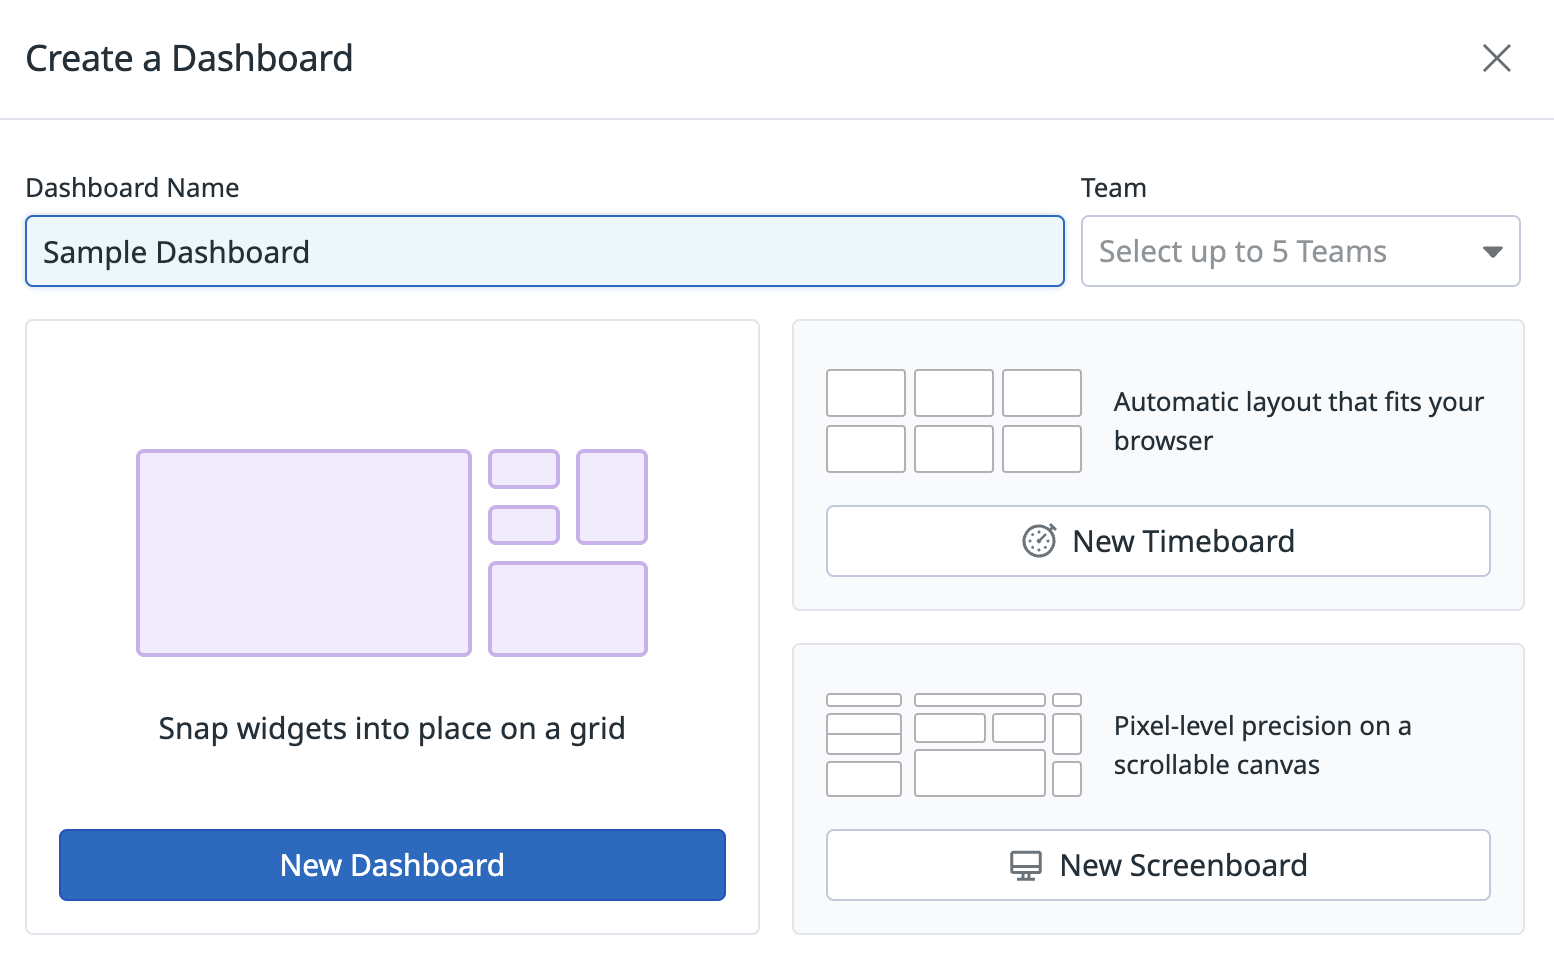 Create a Dashboard
Dashboard Name
Team
Sample Dashboard
Select up to 5 Teams
Snap widgets into place on a grid
New Dashboard
Automatic layout that fits your
browser
New Timeboard
Pixel-level precision on a
scrollable canvas
New Screenboard